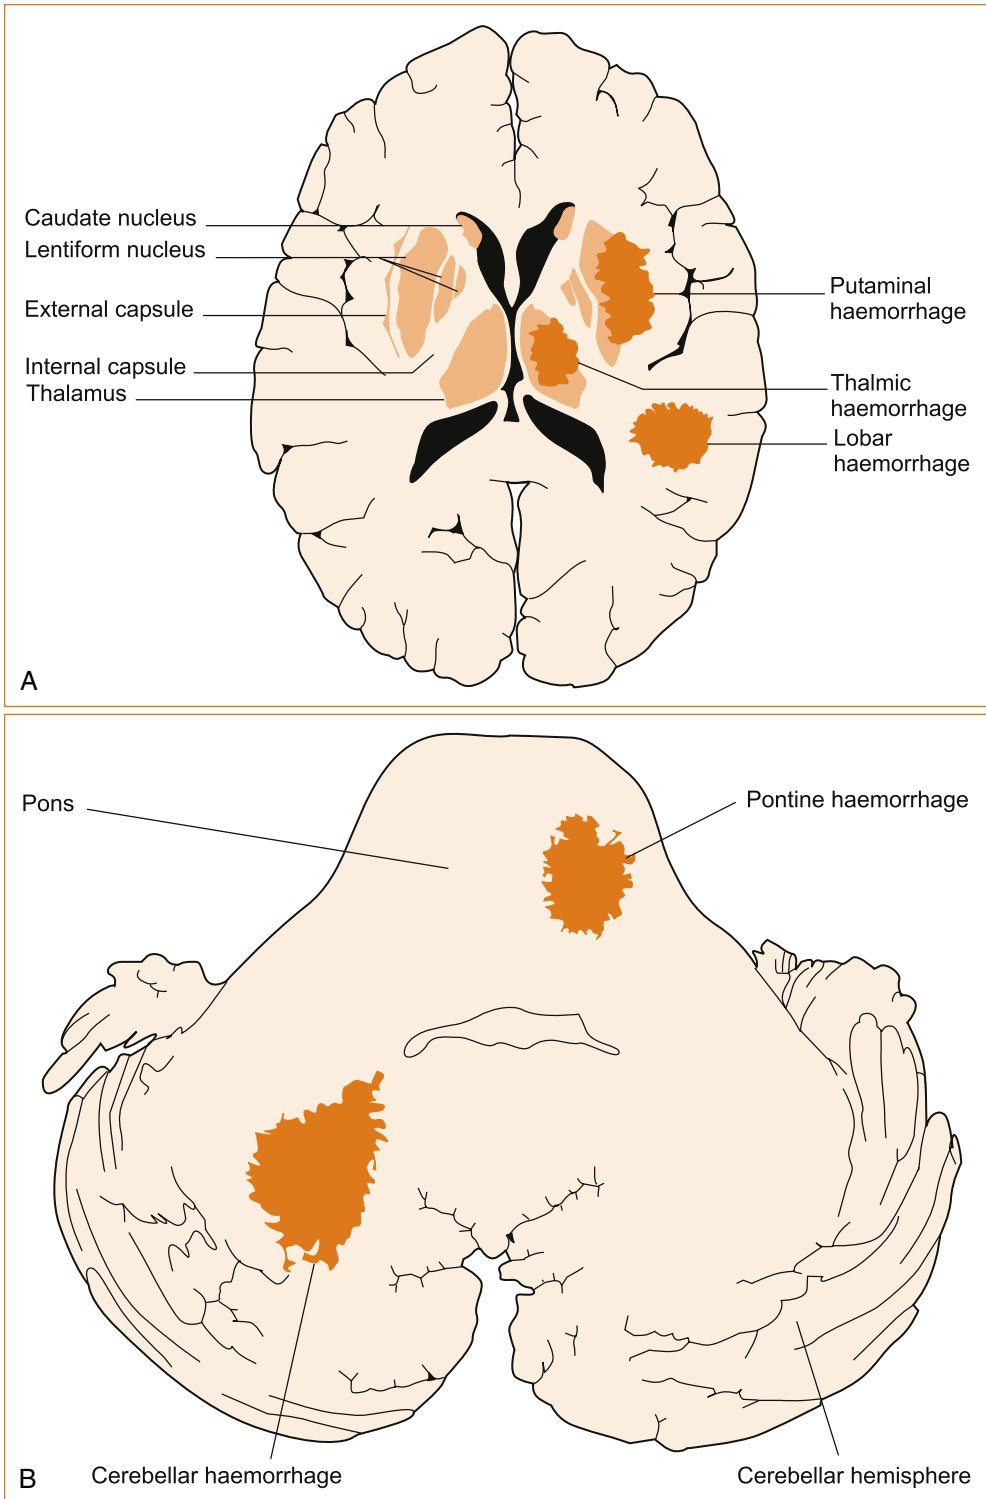 Caudate nucleus
Lentiform nucleus
External capsule
Internal capsule
Thalamus
Putaminal
haemorrhage
Thalmic
haemorrhage
Lobar
haemorrhage
A
Pons
Pontine haemorrhage
Cerebellar haemorrhage
Cerebellar hemisphere
B